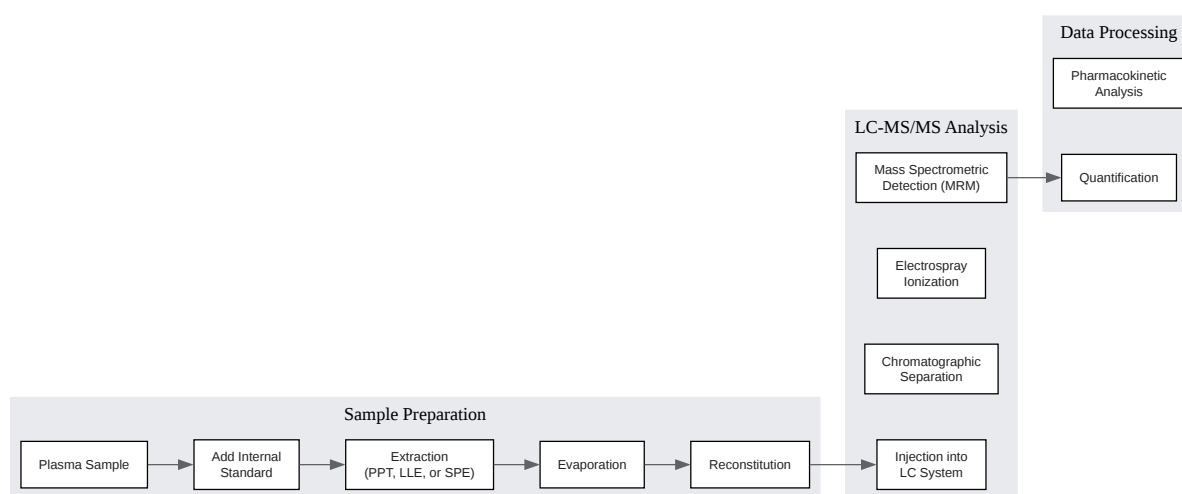 Data Processing
Pharmacokinetic
Analysis
Quantification
LC-MS/MS Analysis
Mass Spectrometric
Detection (MRM)
Electrospray
Ionization
Chromatographic
Separation
Injection into
LC System
Sample Preparation
Plasma Sample
Add Internal
Standard
Extraction
(PPT, LLE, or SPE)
Evaporation
Reconstitution